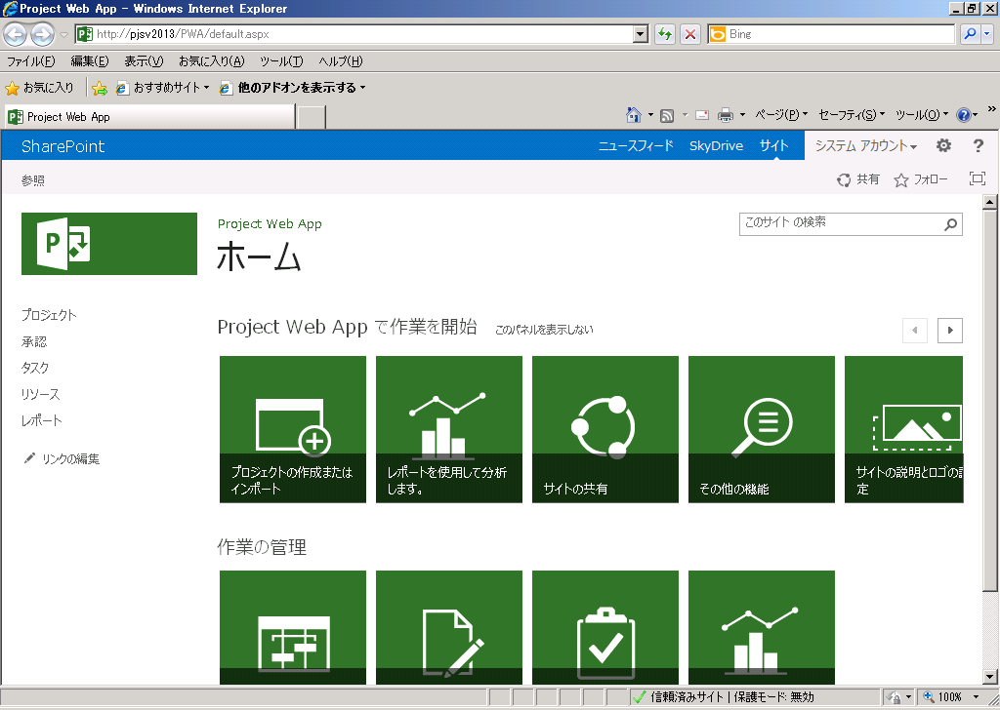 Project Web App - Windows Internet Explorer
http://pjsv2013/PWA/default.aspx
Bing
ファイル(F) 編集(E) 表示(V) お気に入り(A) ツール(T) ヘルプ(H)
お気に入り おすすめサイト 他のアドオンを表示する
Project Web App
ページ(P) セーフティ(S) ツール(O) »
SharePoint
ニュースフィード SkyDrive サイト システム アカウント ?
参照
共有 フォロー
P
Project Web App
このサイト の検索
ホーム
プロジェクト
承認
タスク
リソース
レポート
リンクの編集
Project Web App で作業を開始 このパネルを表示しない
プロジェクトの作成または
インポート
レポートを使用して分析
します。
サイトの共有
その他の機能
サイトの説明とロゴの設
定
作業の管理
信頼済みサイト | 保護モード: 無効
100%